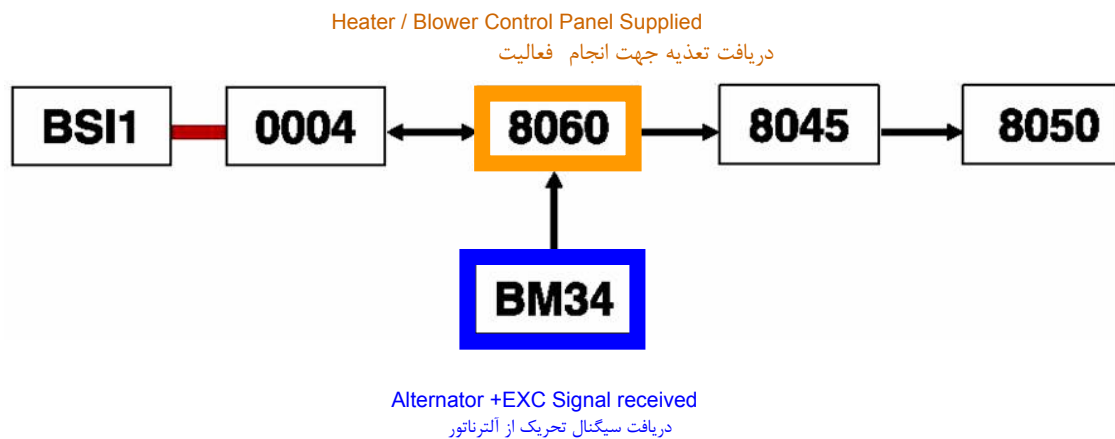 Heater / Blower Control Panel Supplied
دریافت تعذیه جهت انجام فعالیت
BSI1 0004 8060 8045 8050
BM34
Alternator +EXC Signal received
دریافت سیگنال تحریک از آلترناتور